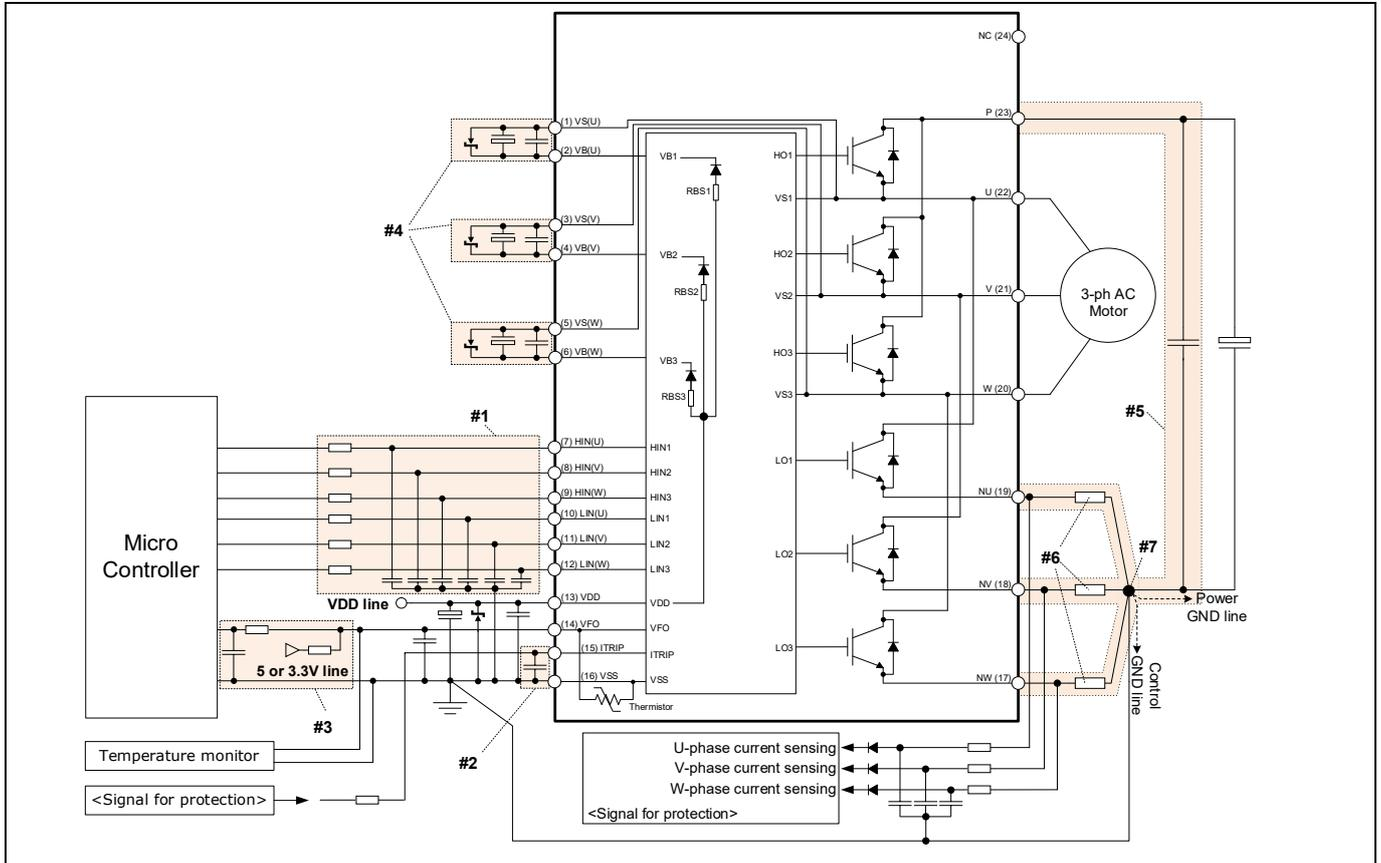 NC (24)
P (23)
(1) VS(U)
(2) VB(U)
VB1
HO1
RBS1
VS1
U (22)
#4
(3) VS(V)
(4) VB(V)
VB2
HO2
RBS2
VS2
V (21)
3-ph AC
Motor
(5) VS(W)
(6) VB(W)
VB3
HO3
RBS3
VS3
W (20)
#5
#1
(7) HIN(U)
HIN1
(8) HIN(V)
HIN2
(9) HIN(W)
HIN3
(10) LIN(U)
LIN1
(11) LIN(V)
LIN2
(12) LIN(W)
LIN3
LO1
NU (19)
LO2
NV (18)
#6
#7
Power
GND line
Control
GND line
Micro
Controller
VDD line
(13) VDD
VDD
(14) VFO
VFO
(15) ITRIP
ITRIP
(16) VSS
VSS
LO3
NW (17)
5 or 3.3V line
Thermistor
#3
#2
Temperature monitor
<Signal for protection>
U-phase current sensing
V-phase current sensing
W-phase current sensing
<Signal for protection>